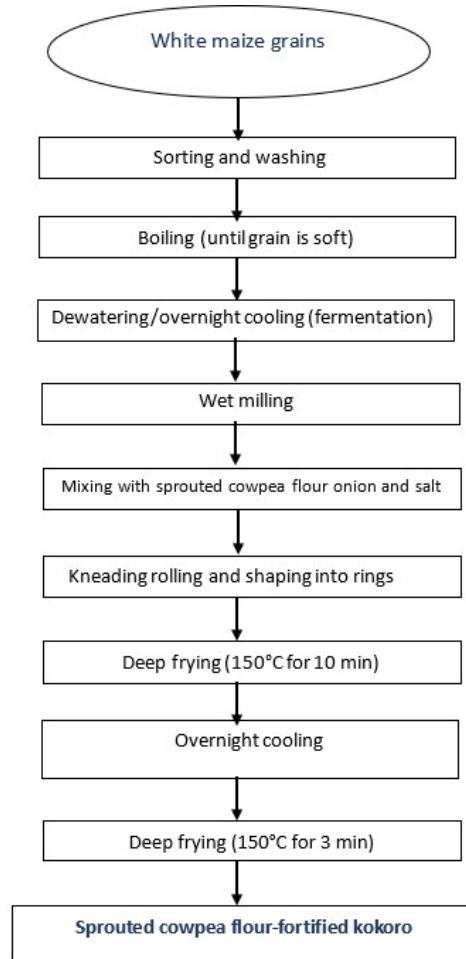 White maize grains
Sorting and washing
Boiling (until grain is soft)
Dewatering/overnight cooling (fermentation)
Wet milling
Mixing with sprouted cowpea flour onion and salt
Kneading rolling and shaping into rings
Deep frying (150°C for 10 min)
Overnight cooling
Deep frying (150°C for 3 min)
Sprouted cowpea flour-fortified kokoro